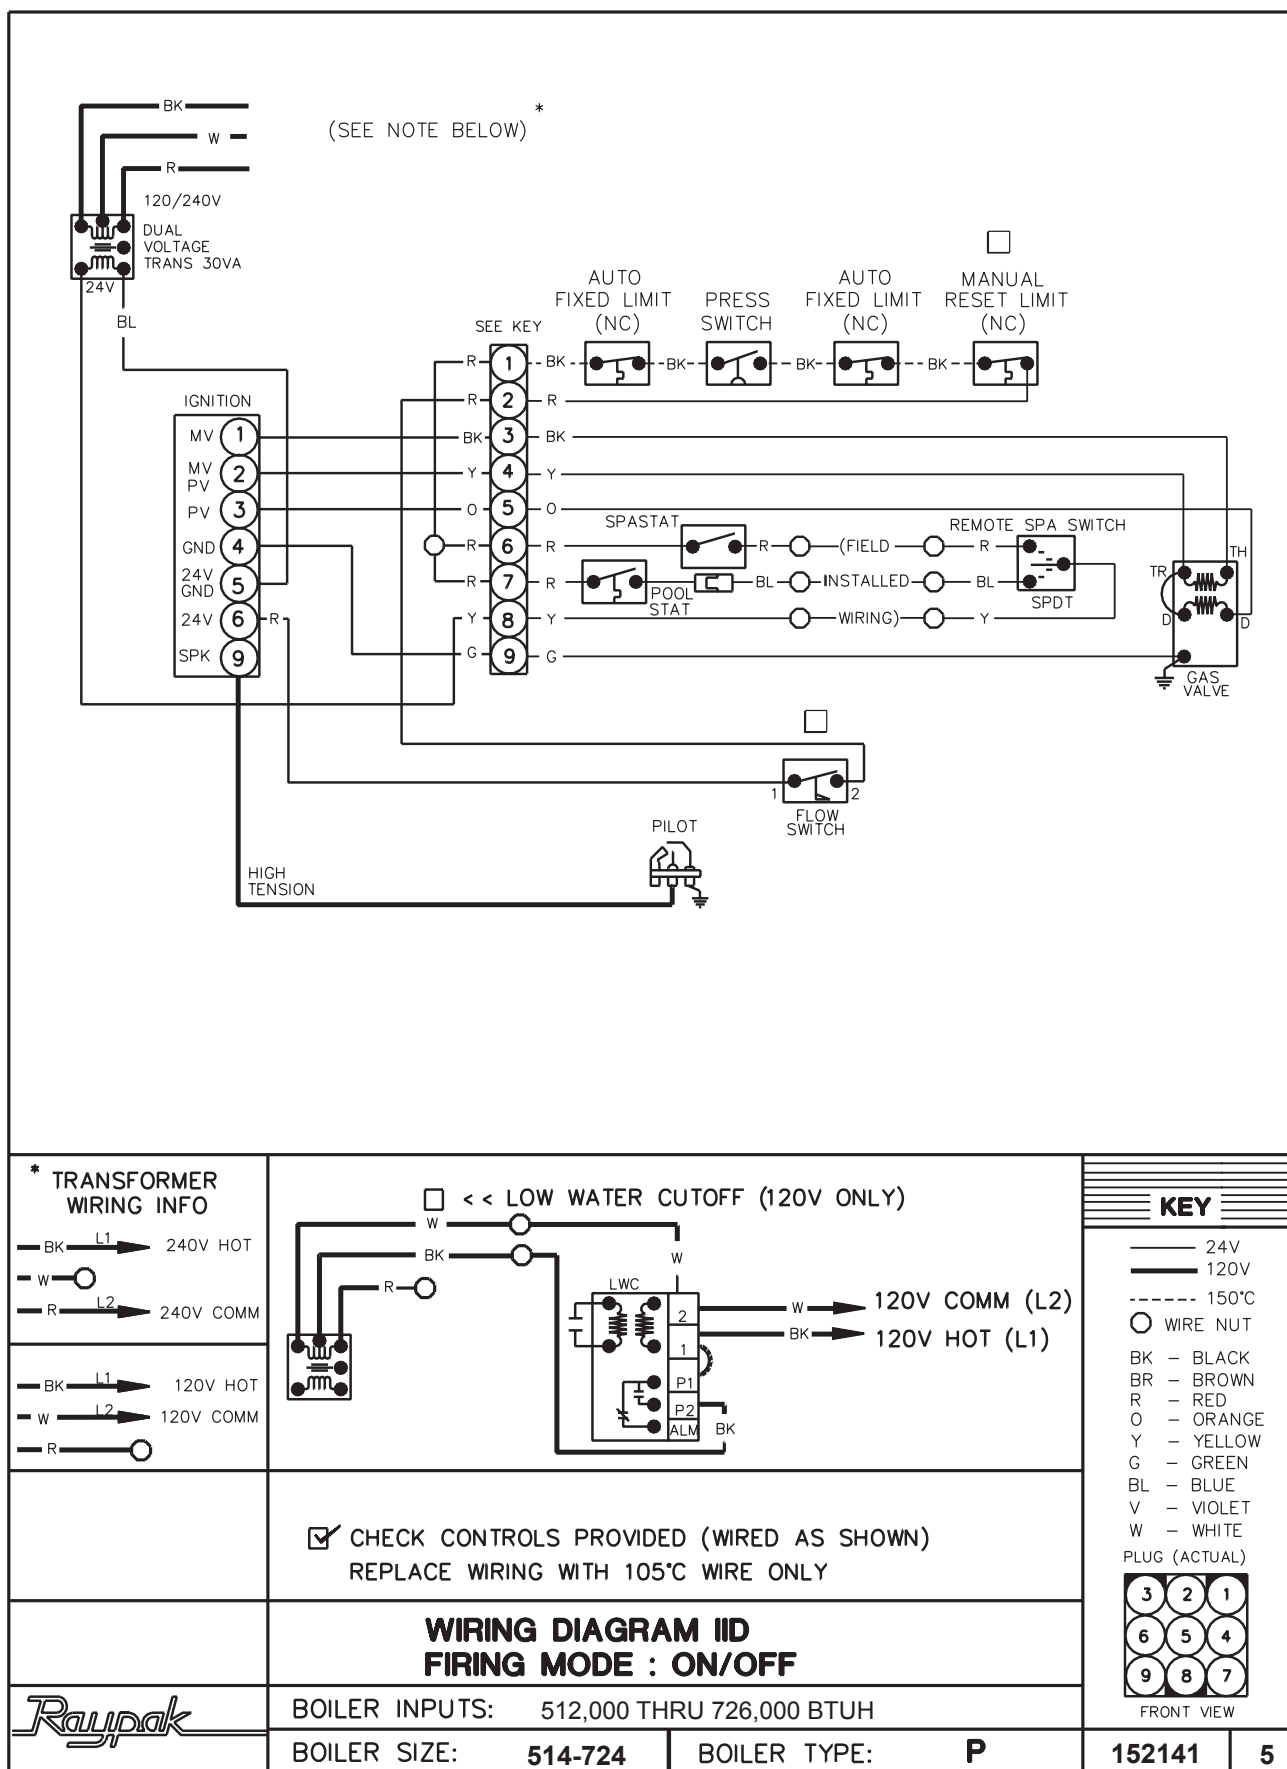 BK
*
(SEE NOTE BELOW)
W
R
120/240V
DUAL
VOLTAGE
TRANS 30VA
24V
BL
AUTO
FIXED LIMIT
(NC)
PRESS
SWITCH
AUTO
FIXED LIMIT
(NC)
MANUAL
RESET LIMIT
(NC)
SEE KEY
R 1 BK BK BK BK
R 2 R
IGNITION
MV 1 BK 3 BK
MV
PV
2 Y 4 Y
PV 3 O 5 O
SPASTAT
REMOTE SPA SWITCH
GND 4 R 6 R R (FIELD R
TH
TR
24V
GND
5 R 7 R BL INSTALLED BL
POOL
STAT
SPDT
24V 6 R Y 8 Y WIRING) Y
D D
SPK 9 G 9 G
GAS
VALVE
1 2
FLOW
SWITCH
PILOT
HIGH
TENSION
* TRANSFORMER
WIRING INFO
BK L1 240V HOT
W
R L2 240V COMM
BK L1 120V HOT
W L2 120V COMM
R
<< LOW WATER CUTOFF (120V ONLY)
W
BK W
R LWC
2 W 120V COMM (L2)
1 BK 120V HOT (L1)
P1
P2
ALM BK
CHECK CONTROLS PROVIDED (WIRED AS SHOWN)
REPLACE WIRING WITH 105°C WIRE ONLY
WIRING DIAGRAM IID
FIRING MODE : ON/OFF
KEY
24V
120V
150°C
WIRE NUT
BK – BLACK
BR – BROWN
R – RED
O – ORANGE
Y – YELLOW
G – GREEN
BL – BLUE
V – VIOLET
W – WHITE
PLUG (ACTUAL)
3 2 1
6 5 4
9 8 7
FRONT VIEW
Raypak
BOILER INPUTS: 512,000 THRU 726,000 BTUH
BOILER SIZE: 514-724 BOILER TYPE: P 152141 5